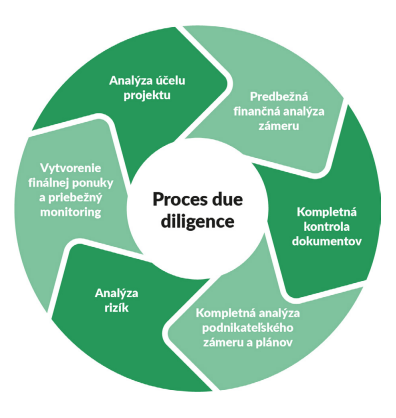 Analýza účelu
projektu
Predbežná
finančná analýza
zámeru
Kompletná
kontrola
dokumentov
Kompletná analýza
podnikateľského
zámeru a plánov
Analýza
rizík
Vytvorenie
finálnej ponuky
a priebežný
monitoring
Proces due
diligence